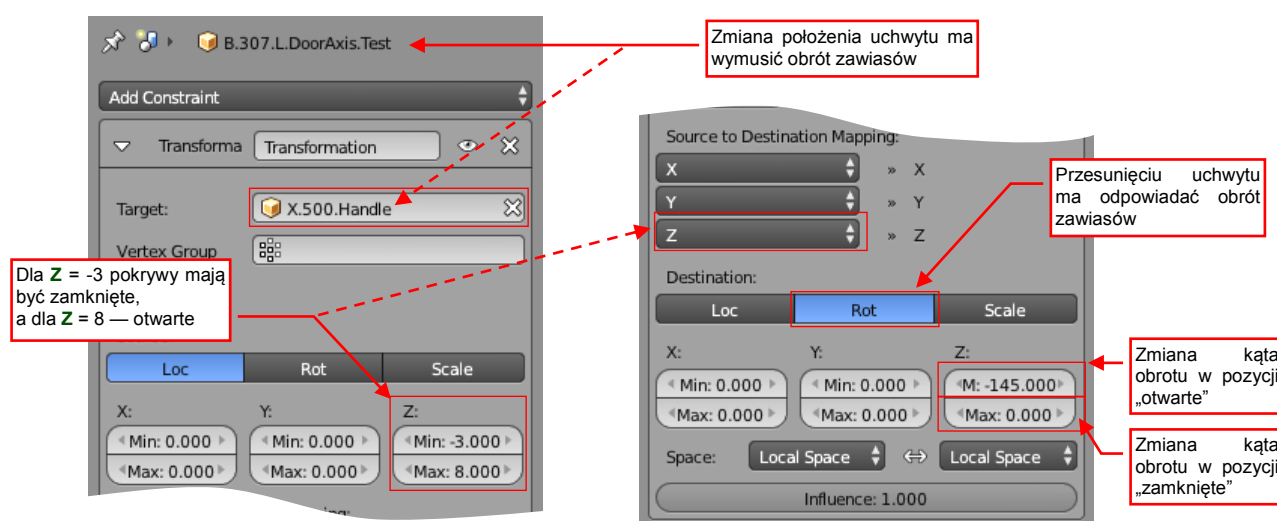 B.307.L.DoorAxis.Test
Zmiana położenia uchwytu ma
wymusić obrót zawiasów
Add Constraint
Transforma
Transformation
Target:
X.500.Handle
Vertex Group
Dla Z = -3 pokrywy mają
być zamknięte,
a dla Z = 8 — otwarte
Loc Rot Scale
X: Y: Z:
Min: 0.000 Min: 0.000 Min: -3.000
Max: 0.000 Max: 0.000 Max: 8.000
Source to Destination Mapping:
X » X
Y » Y
Z » Z
Przesunięciu uchwytu
ma odpowiadać obrót
zawiasów
Destination:
Loc Rot Scale
X: Y: Z:
Min: 0.000 Min: 0.000 M: -145.000
Max: 0.000 Max: 0.000 Max: 0.000
Zmiana kąta
obrotu w pozycji
„otwarte”
Zmiana kąta
obrotu w pozycji
„zamknięte”
Space: Local Space Local Space
Influence: 1.000